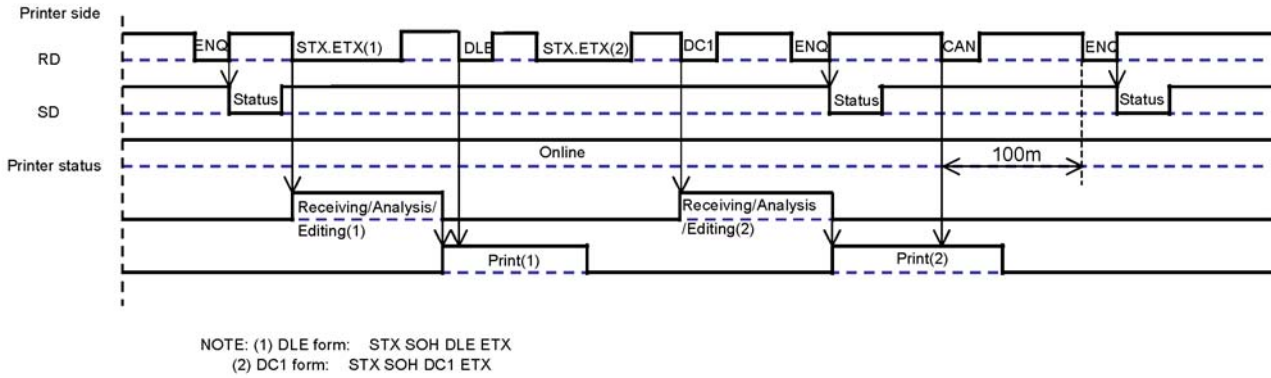 Printer side
RD
ENQ
STX.ETX(1)
DLE
STX.ETX(2)
DC1
ENQ
CAN
ENC
SD
Status
Status
Status
Printer status
Online
100m
Receiving/Analysis/
Editing(1)
Receiving/Analysis
/Editing(2)
Print(1)
Print(2)
NOTE: (1) DLE form: STX SOH DLE ETX
(2) DC1 form: STX SOH DC1 ETX